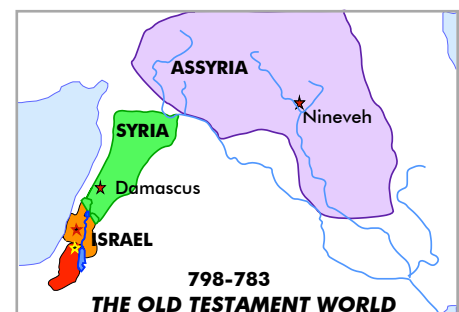 ASSYRIA
Nineveh
SYRIA
Damascus
ISRAEL
798-783
THE OLD TESTAMENT WORLD